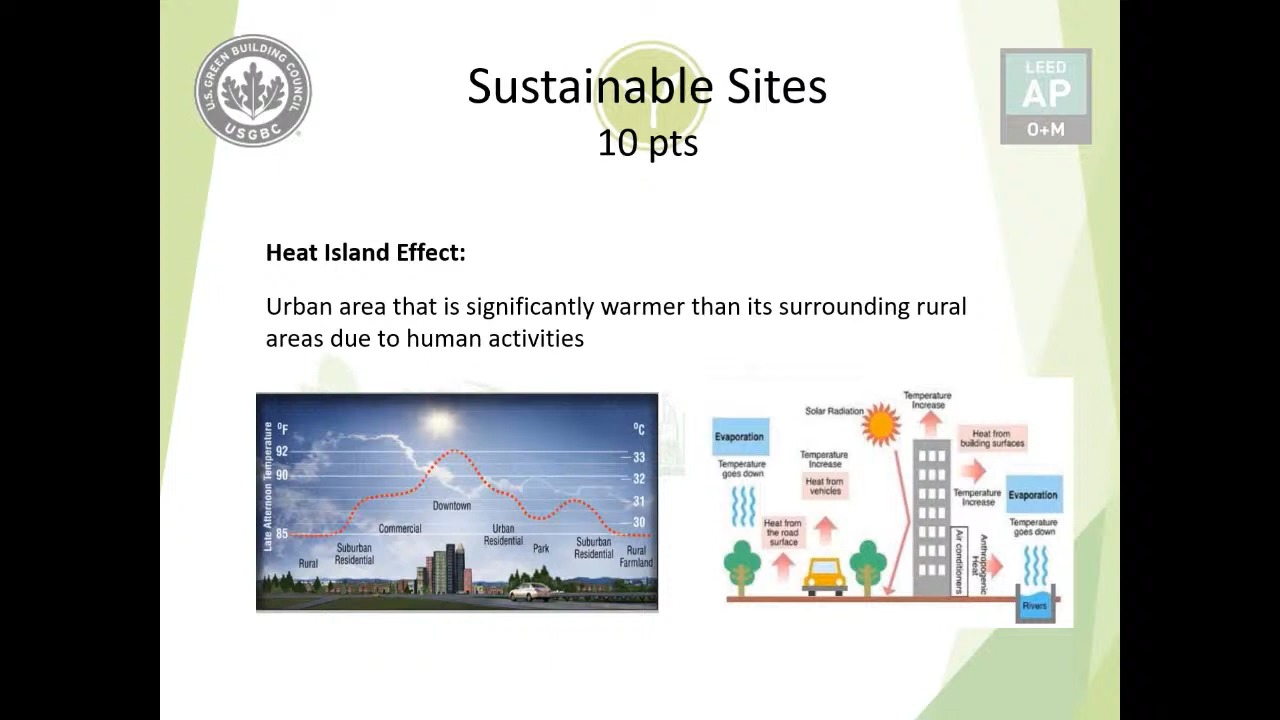 U.S. GREEN BUILDING COUNCIL
USGBC
Sustainable Sites
10 pts
LEED
AP
O+M
Heat Island Effect:
Urban area that is significantly warmer than its surrounding rural
areas due to human activities
Late Afternoon Temperature
⁰F
92
90
85
⁰C
33
32
31
30
Rural
Suburban
Residential
Commercial
Downtown
Urban
Residential
Park
Suburban
Residential
Rural
Farmland
Evaporation
Temperature
goes down
Solar Radiation
Temperature
Increase
Heat from
vehicles
Heat from
the road
surface
Temperature
Increase
Heat from
building surfaces
Temperature
Increase
Air conditioners
Anthropogenic
Heat
Evaporation
Temperature
goes down
Rivers